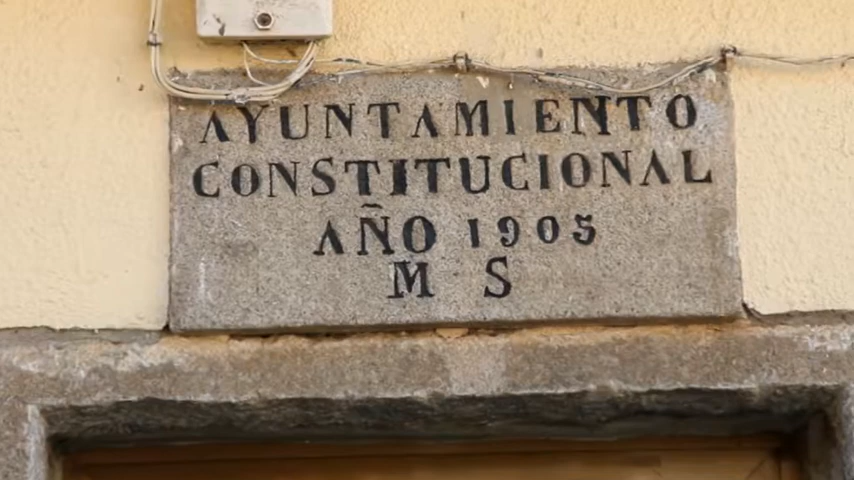 AYUNTAMIENTO
CONSTITUCIONAL
AÑO 1905
M S